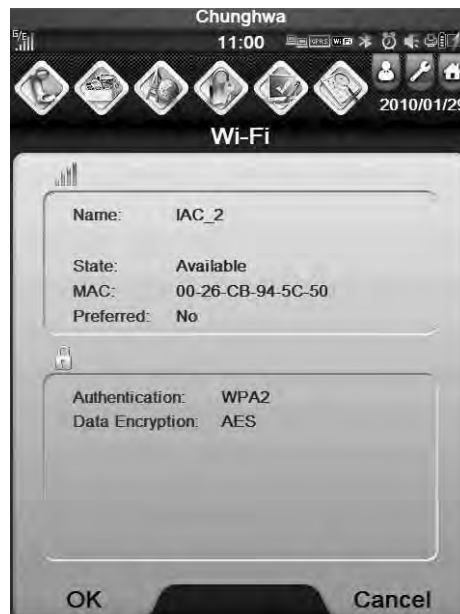 Chunghwa
11:00
2010/01/29
Wi-Fi
Name: IAC_2
State: Available
MAC: 00-26-CB-94-5C-50
Preferred: No
Authentication: WPA2
Data Encryption: AES
OK Cancel